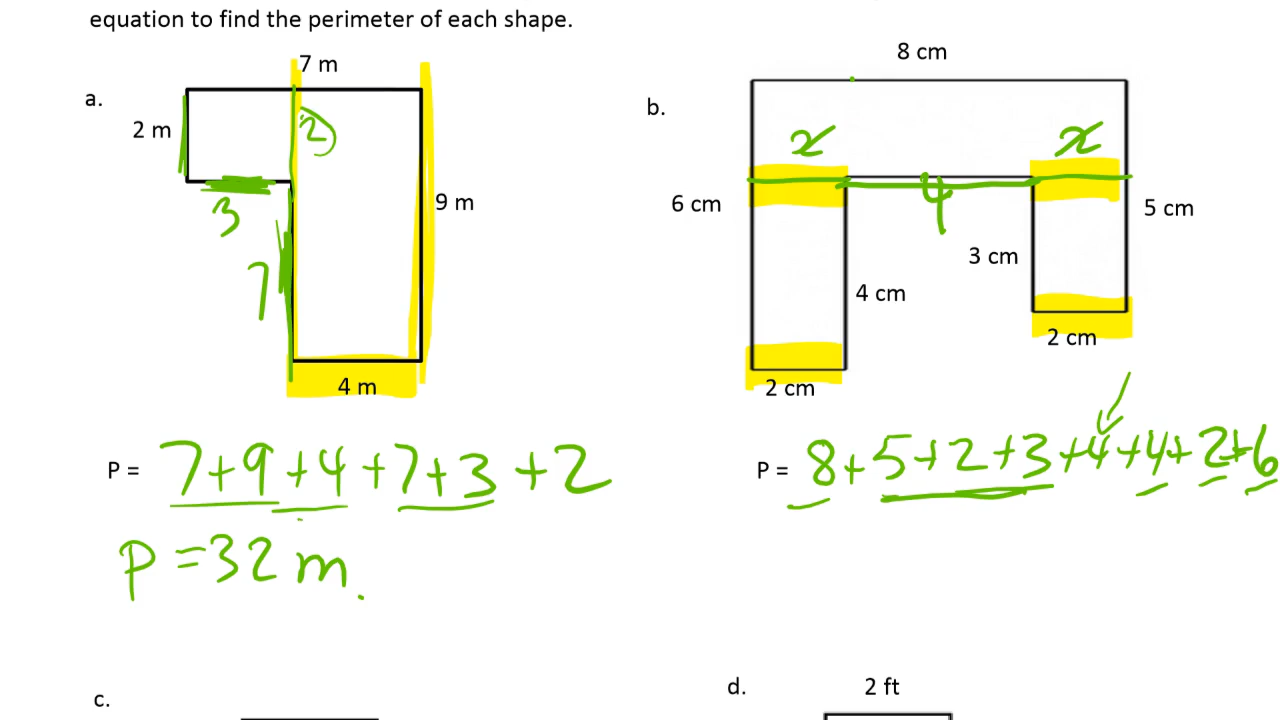 equation to find the perimeter of each shape.
a.
7 m
2 m
2
9 m
3
7
4 m
P = 7+9+4+7+3+2
P = 32 m.
b.
8 cm
x
x
6 cm
4
5 cm
3 cm
4 cm
2 cm
2 cm
P = 8+5+2+3+4+4+2+6
c.
d.
2 ft